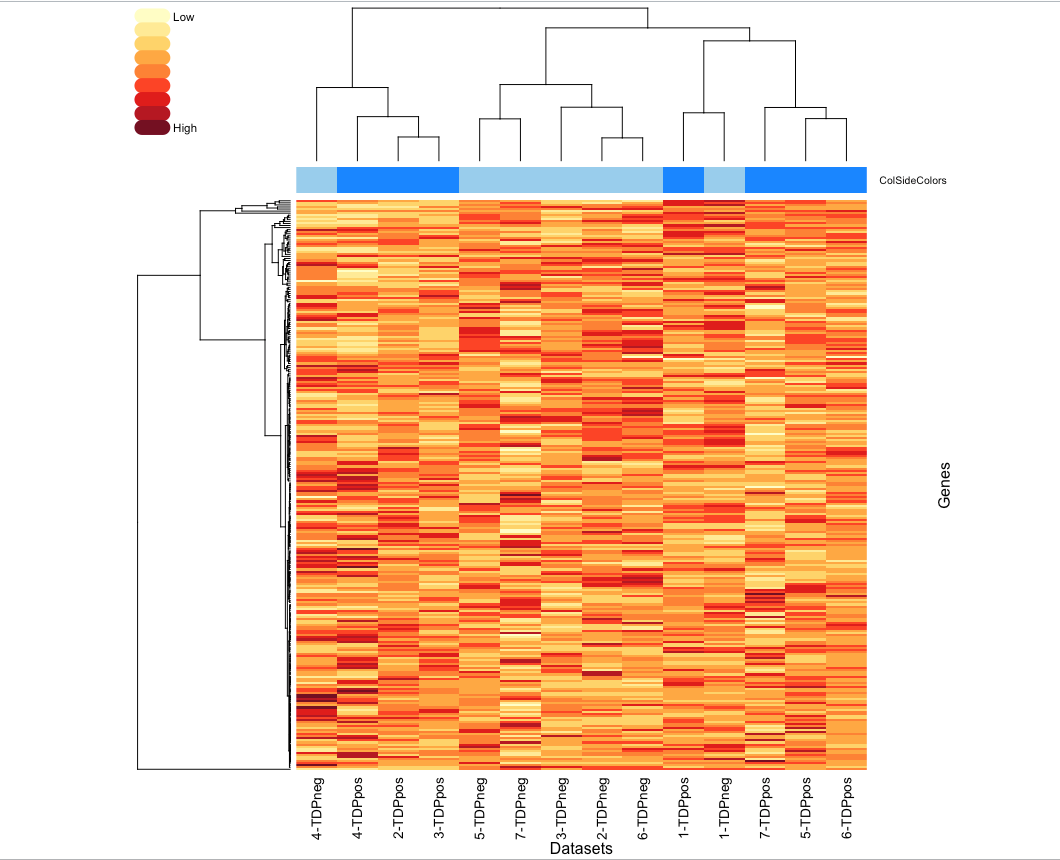 Low
High
ColSideColors
Genes
4-TDPneg
4-TDPpos
2-TDPpos
3-TDPpos
5-TDPneg
7-TDPneg
3-TDPneg
2-TDPneg
6-TDPneg
1-TDPpos
1-TDPneg
7-TDPpos
5-TDPpos
6-TDPpos
Datasets